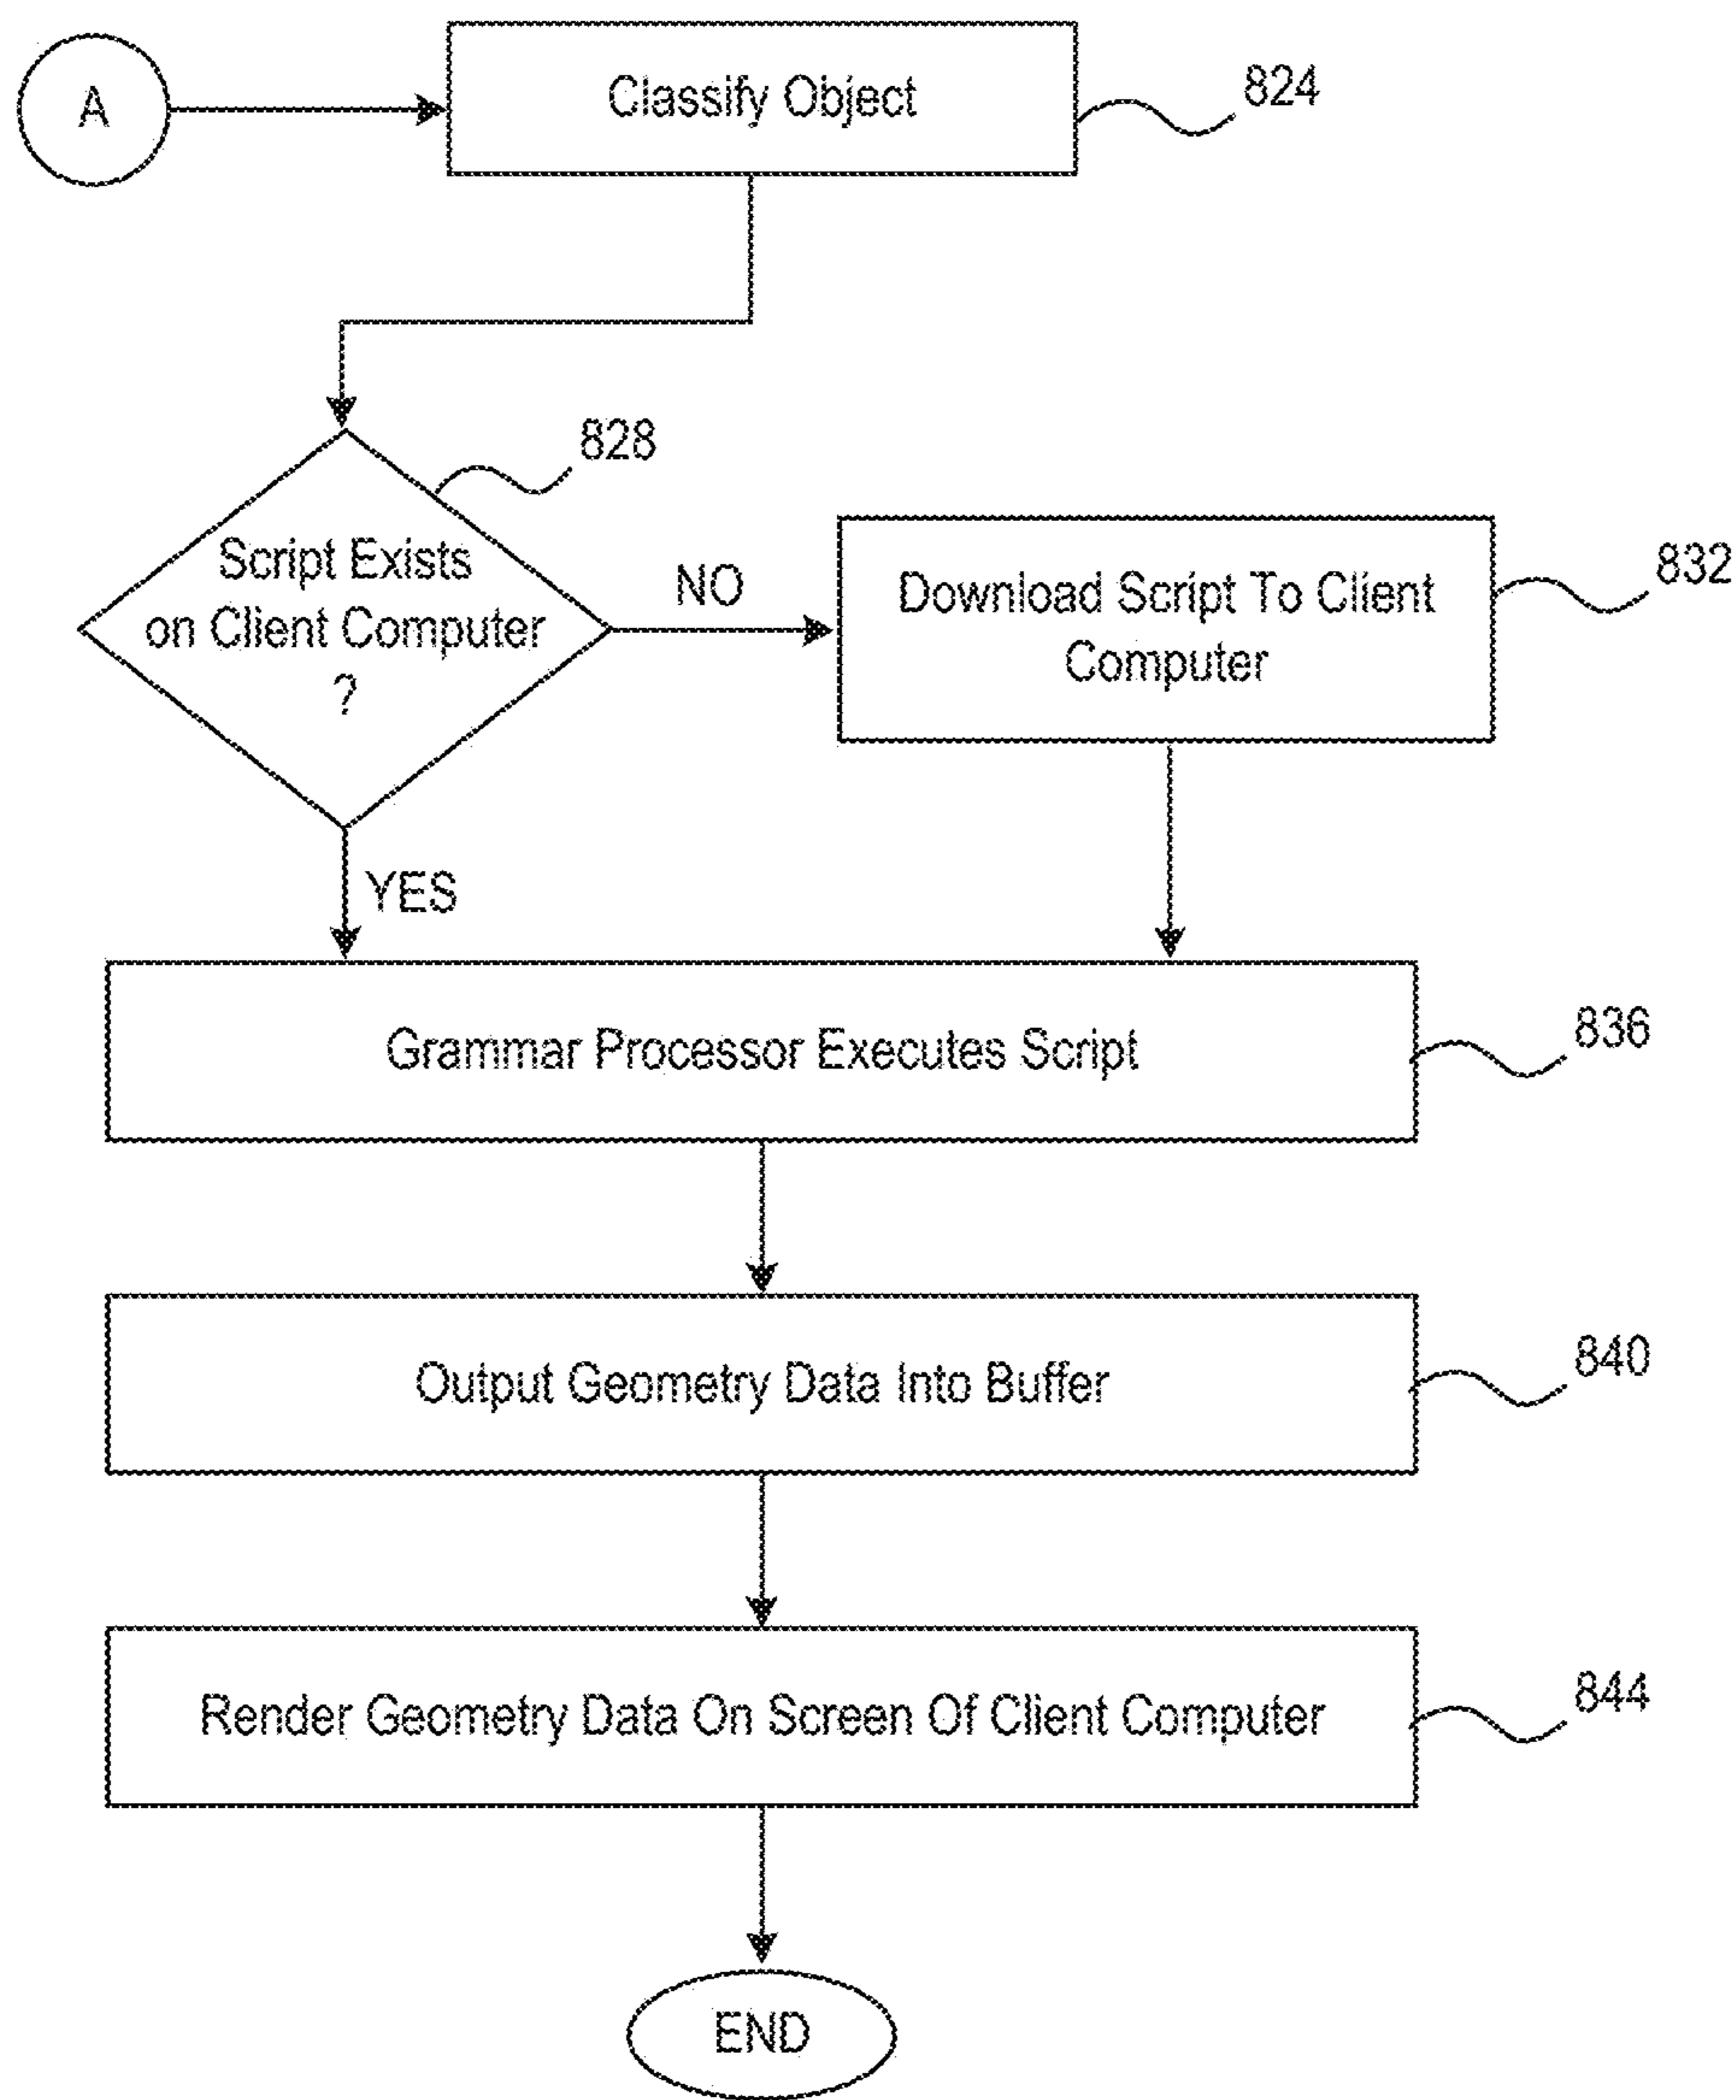 A
Classify Object
824
828
Script Exists
on Client Computer
?
NO
Download Script To Client
Computer
832
YES
Grammar Processor Executes Script
836
Output Geometry Data Into Buffer
840
Render Geometry Data On Screen Of Client Computer
844
END